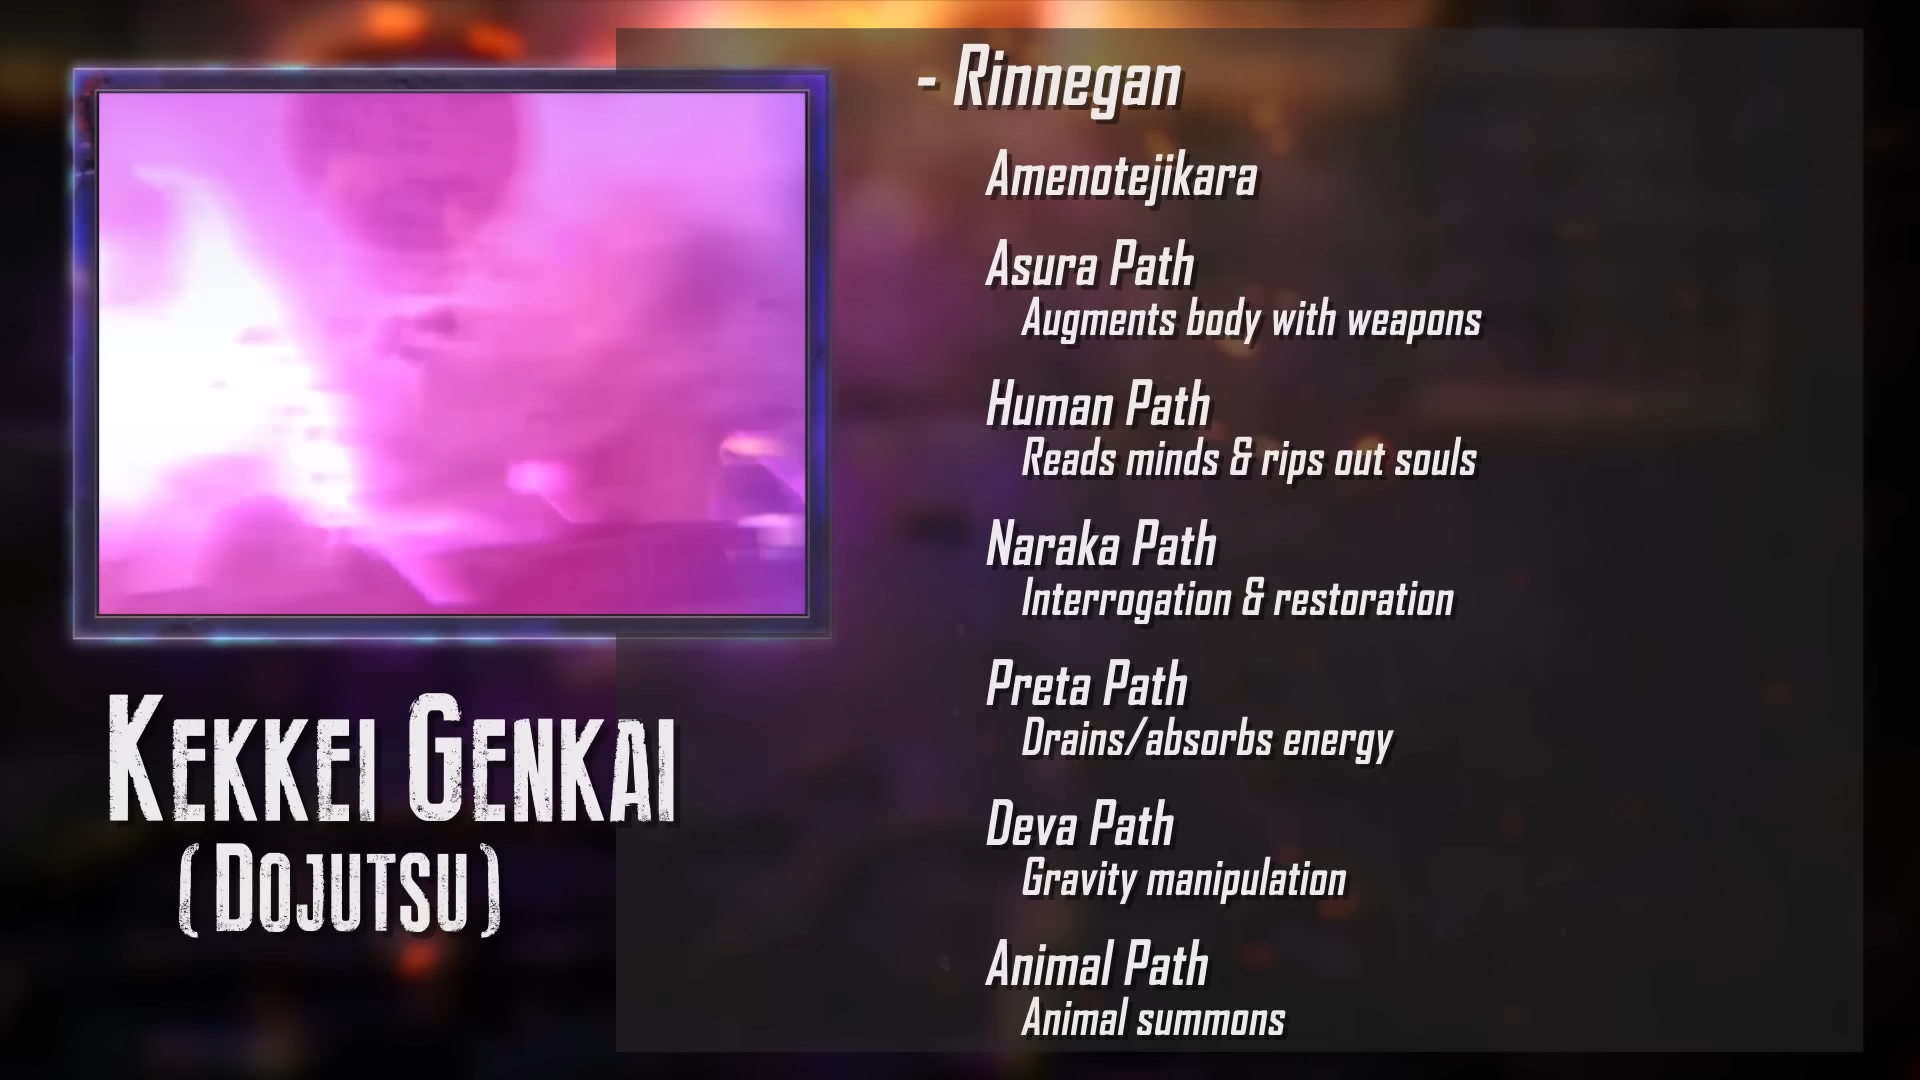 - Rinnegan
Amenotejikara
Asura Path
Augments body with weapons
Human Path
Reads minds & rips out souls
Naraka Path
Interrogation & restoration
Preta Path
Drains/absorbs energy
Deva Path
Gravity manipulation
Animal Path
Animal summons
Kekkei Genkai
(Dojutsu)